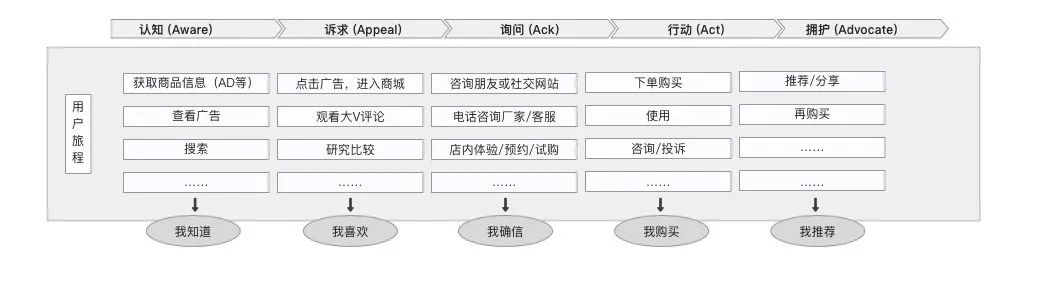 认知 (Aware)
诉求 (Appeal)
询问 (Ack)
行动 (Act)
拥护 (Advocate)
用户旅程
获取商品信息（AD等）
点击广告，进入商城
咨询朋友或社交网站
下单购买
推荐/分享
查看广告
观看大V评论
电话咨询厂家/客服
使用
再购买
搜索
研究比较
店内体验/预约/试购
咨询/投诉
……
……
……
……
……
……
我知道
我喜欢
我确信
我购买
我推荐